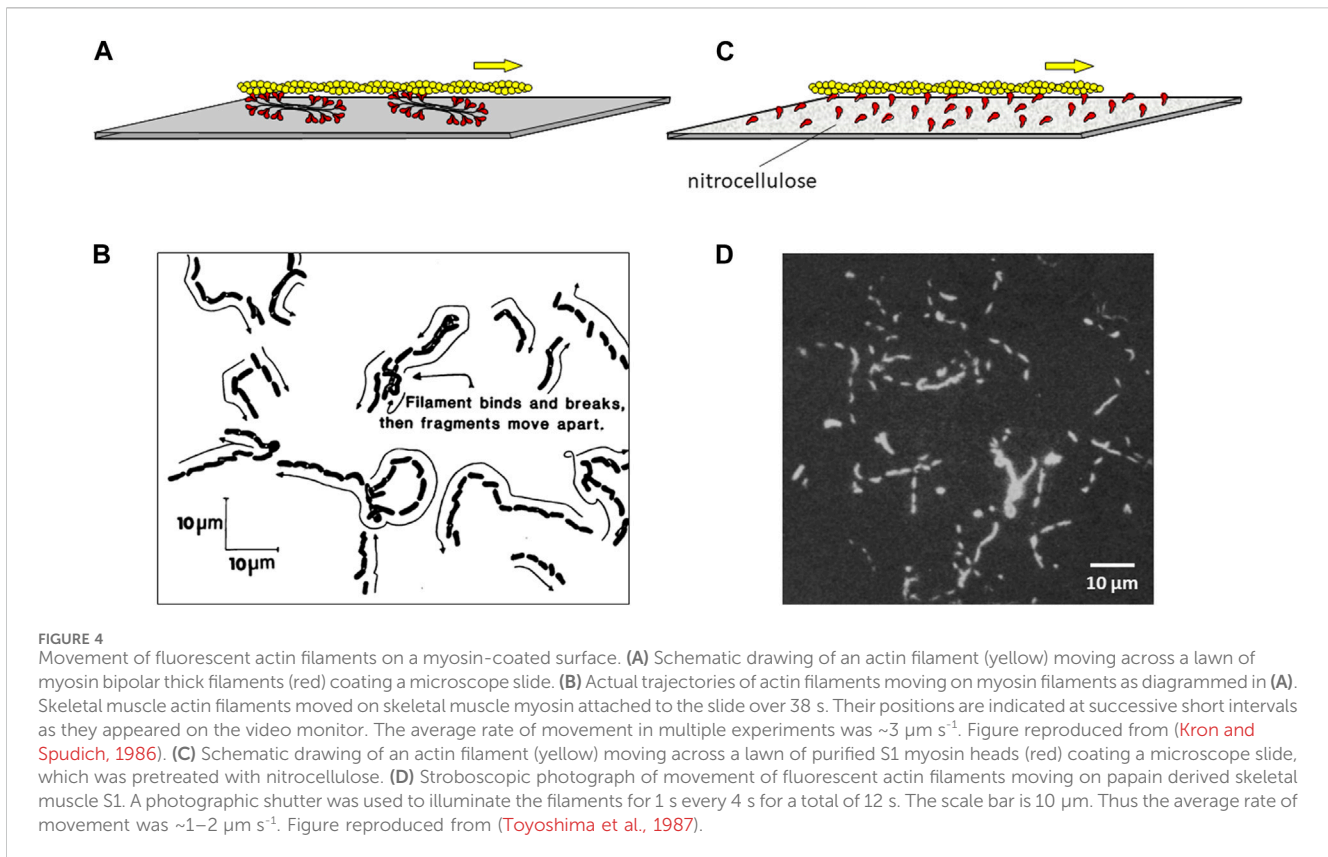 A
C
nitrocellulose
B
D
Filament binds and breaks,
then fragments move apart.
10µm
10µm
10 µm
FIGURE 4
Movement of fluorescent actin filaments on a myosin-coated surface. (A) Schematic drawing of an actin filament (yellow) moving across a lawn of
myosin bipolar thick filaments (red) coating a microscope slide. (B) Actual trajectories of actin filaments moving on myosin filaments as diagrammed in (A).
Skeletal muscle actin filaments moved on skeletal muscle myosin attached to the slide over 38 s. Their positions are indicated at successive short intervals
as they appeared on the video monitor. The average rate of movement in multiple experiments was ~3 µm s⁻¹. Figure reproduced from (Kron and
Spudich, 1986). (C) Schematic drawing of an actin filament (yellow) moving across a lawn of purified S1 myosin heads (red) coating a microscope slide,
which was pretreated with nitrocellulose. (D) Stroboscopic photograph of movement of fluorescent actin filaments moving on papain derived skeletal
muscle S1. A photographic shutter was used to illuminate the filaments for 1 s every 4 s for a total of 12 s. The scale bar is 10 µm. Thus the average rate of
movement was ~1–2 µm s⁻¹. Figure reproduced from (Toyoshima et al., 1987).